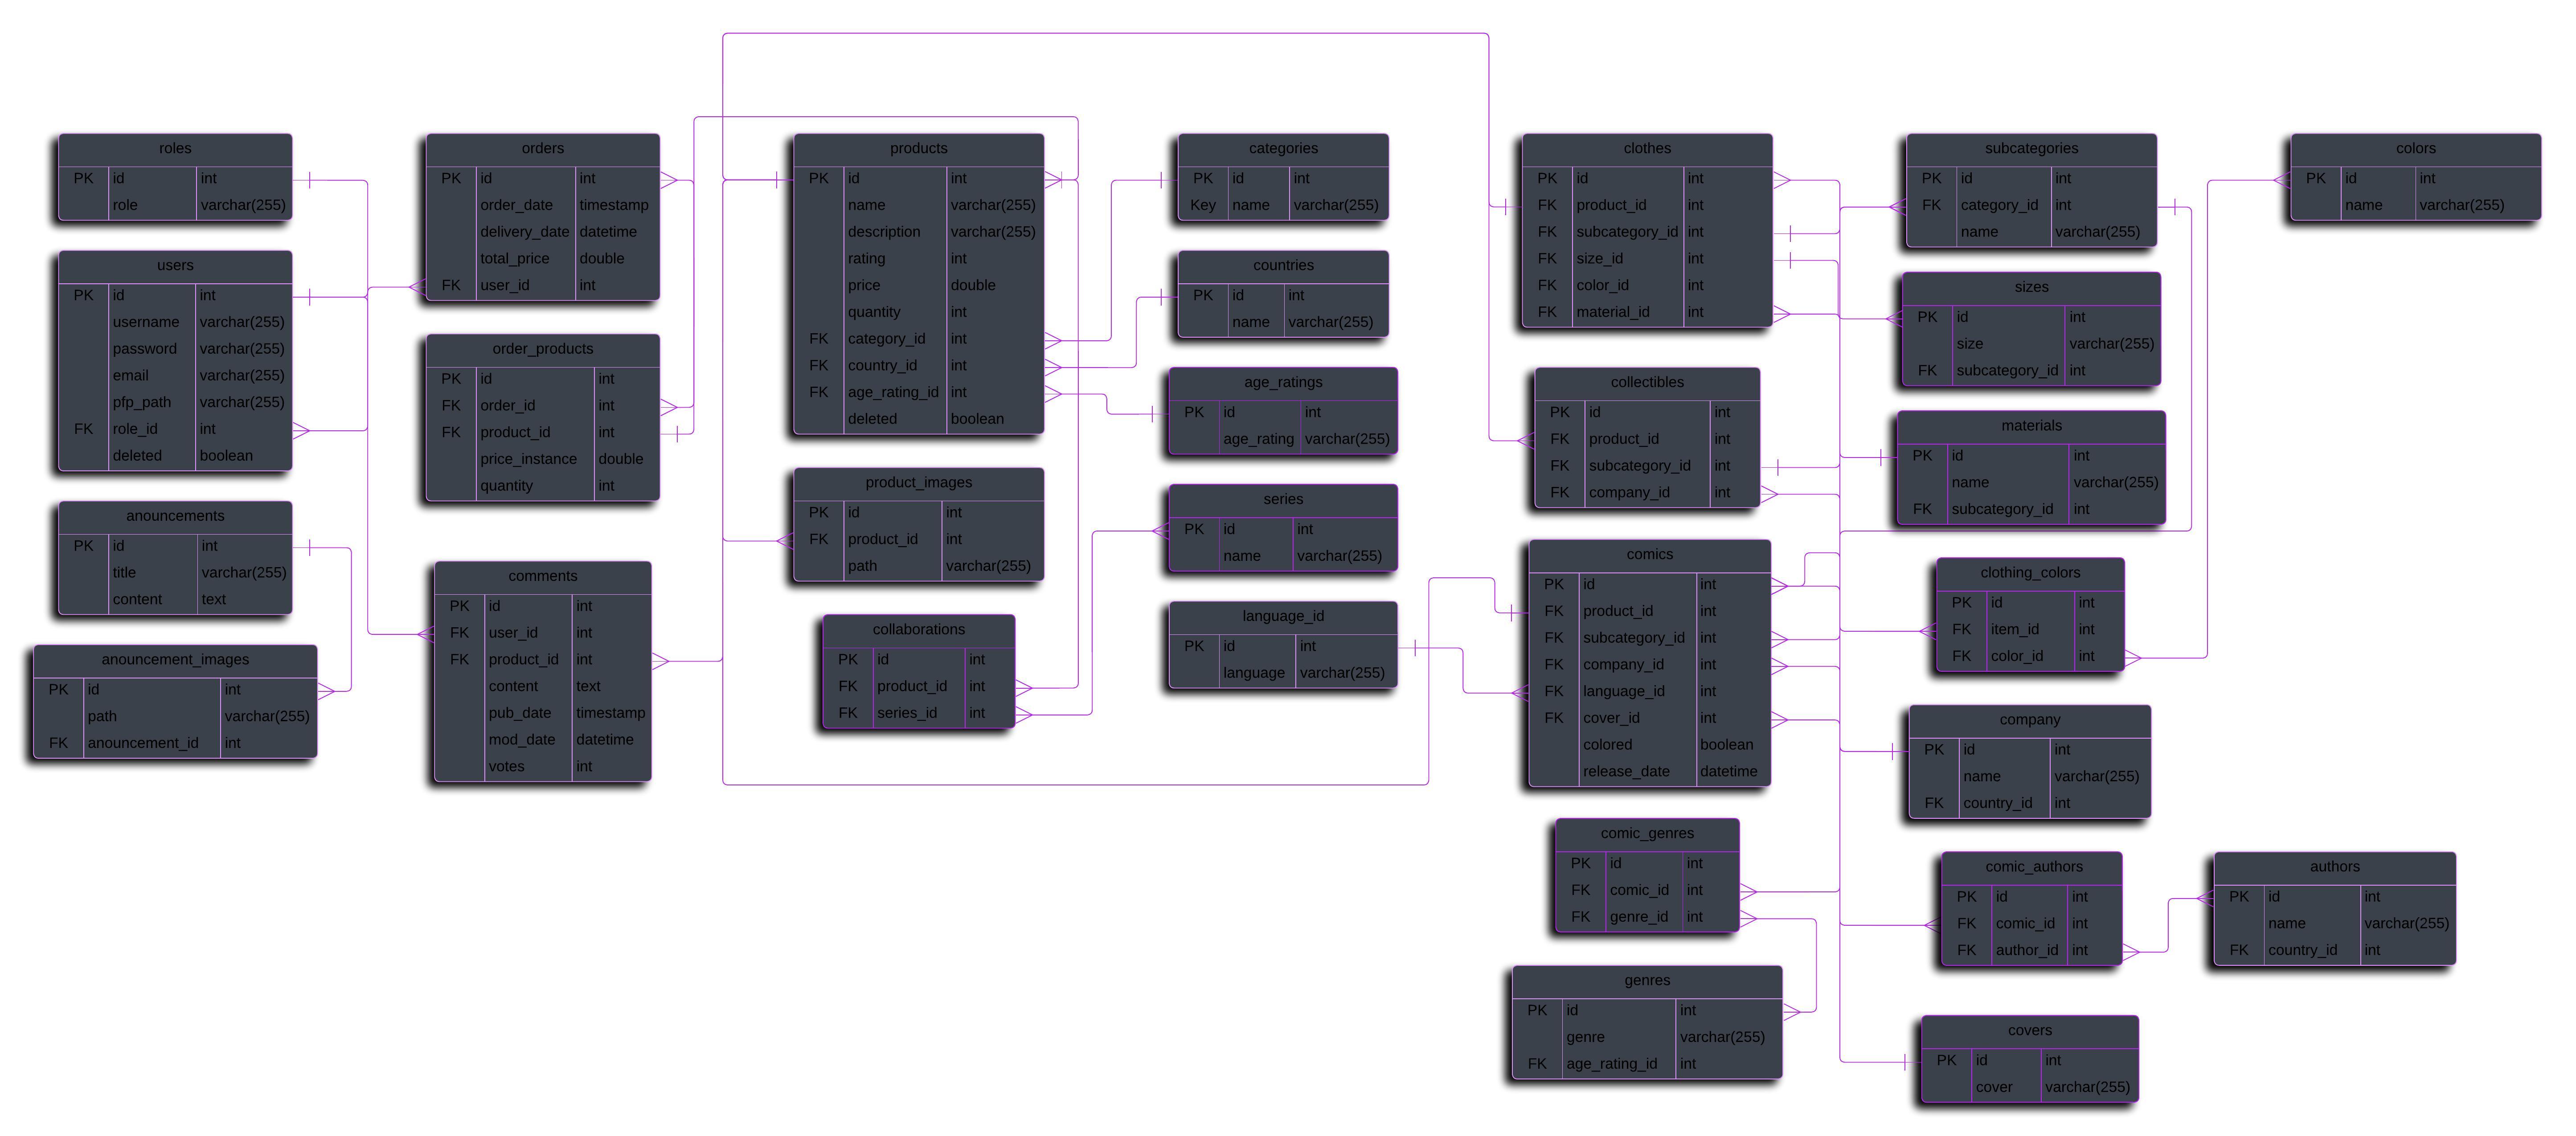 roles
PK id int
role varchar(255)
users
PK id int
username varchar(255)
password varchar(255)
email varchar(255)
pfp_path varchar(255)
FK role_id int
deleted boolean
anouncements
PK id int
title varchar(255)
content text
anouncement_images
PK id int
path varchar(255)
FK anouncement_id int
orders
PK id int
order_date timestamp
delivery_date datetime
total_price double
FK user_id int
order_products
PK id int
FK order_id int
FK product_id int
price_instance double
quantity int
comments
PK id int
FK user_id int
FK product_id int
content text
pub_date timestamp
mod_date datetime
votes int
products
PK id int
name varchar(255)
description varchar(255)
rating int
price double
quantity int
FK category_id int
FK country_id int
FK age_rating_id int
deleted boolean
product_images
PK id int
FK product_id int
path varchar(255)
collaborations
PK id int
FK product_id int
FK series_id int
categories
PK id int
Key name varchar(255)
countries
PK id int
name varchar(255)
age_ratings
PK id int
age_rating varchar(255)
series
PK id int
name varchar(255)
language_id
PK id int
language varchar(255)
clothes
PK id int
FK product_id int
FK subcategory_id int
FK size_id int
FK color_id int
FK material_id int
collectibles
PK id int
FK product_id int
FK subcategory_id int
FK company_id int
comics
PK id int
FK product_id int
FK subcategory_id int
FK company_id int
FK language_id int
FK cover_id int
colored boolean
release_date datetime
comic_genres
PK id int
FK comic_id int
FK genre_id int
genres
PK id int
genre varchar(255)
FK age_rating_id int
subcategories
PK id int
FK category_id int
name varchar(255)
sizes
PK id int
size varchar(255)
FK subcategory_id int
materials
PK id int
name varchar(255)
FK subcategory_id int
clothing_colors
PK id int
FK item_id int
FK color_id int
company
PK id int
name varchar(255)
FK country_id int
comic_authors
PK id int
FK comic_id int
FK author_id int
covers
PK id int
cover varchar(255)
colors
PK id int
name varchar(255)
authors
PK id int
name varchar(255)
FK country_id int